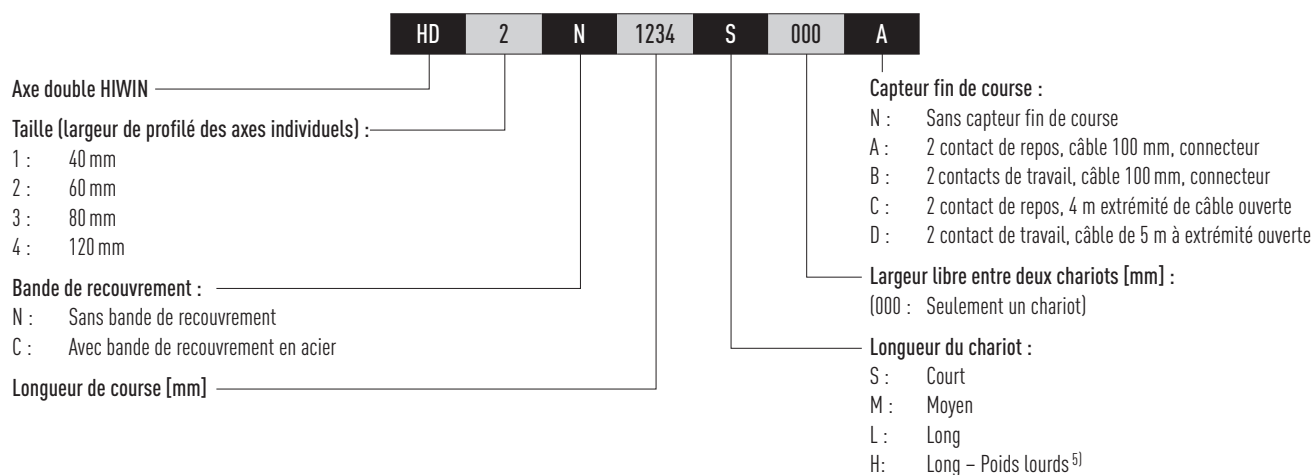 HD 2 N 1234 S 000 A
Axe double HIWIN
Taille (largeur de profilé des axes individuels) :
1 : 40 mm
2 : 60 mm
3 : 80 mm
4 : 120 mm
Bande de recouvrement :
N : Sans bande de recouvrement
C : Avec bande de recouvrement en acier
Longueur de course [mm]
Capteur fin de course :
N : Sans capteur fin de course
A : 2 contact de repos, câble 100 mm, connecteur
B : 2 contacts de travail, câble 100 mm, connecteur
C : 2 contact de repos, 4 m extrémité de câble ouverte
D : 2 contact de travail, câble de 5 m à extrémité ouverte
Largeur libre entre deux chariots [mm] :
(000 : Seulement un chariot)
Longueur du chariot :
S : Court
M : Moyen
L : Long
H: Long – Poids lourds 5)